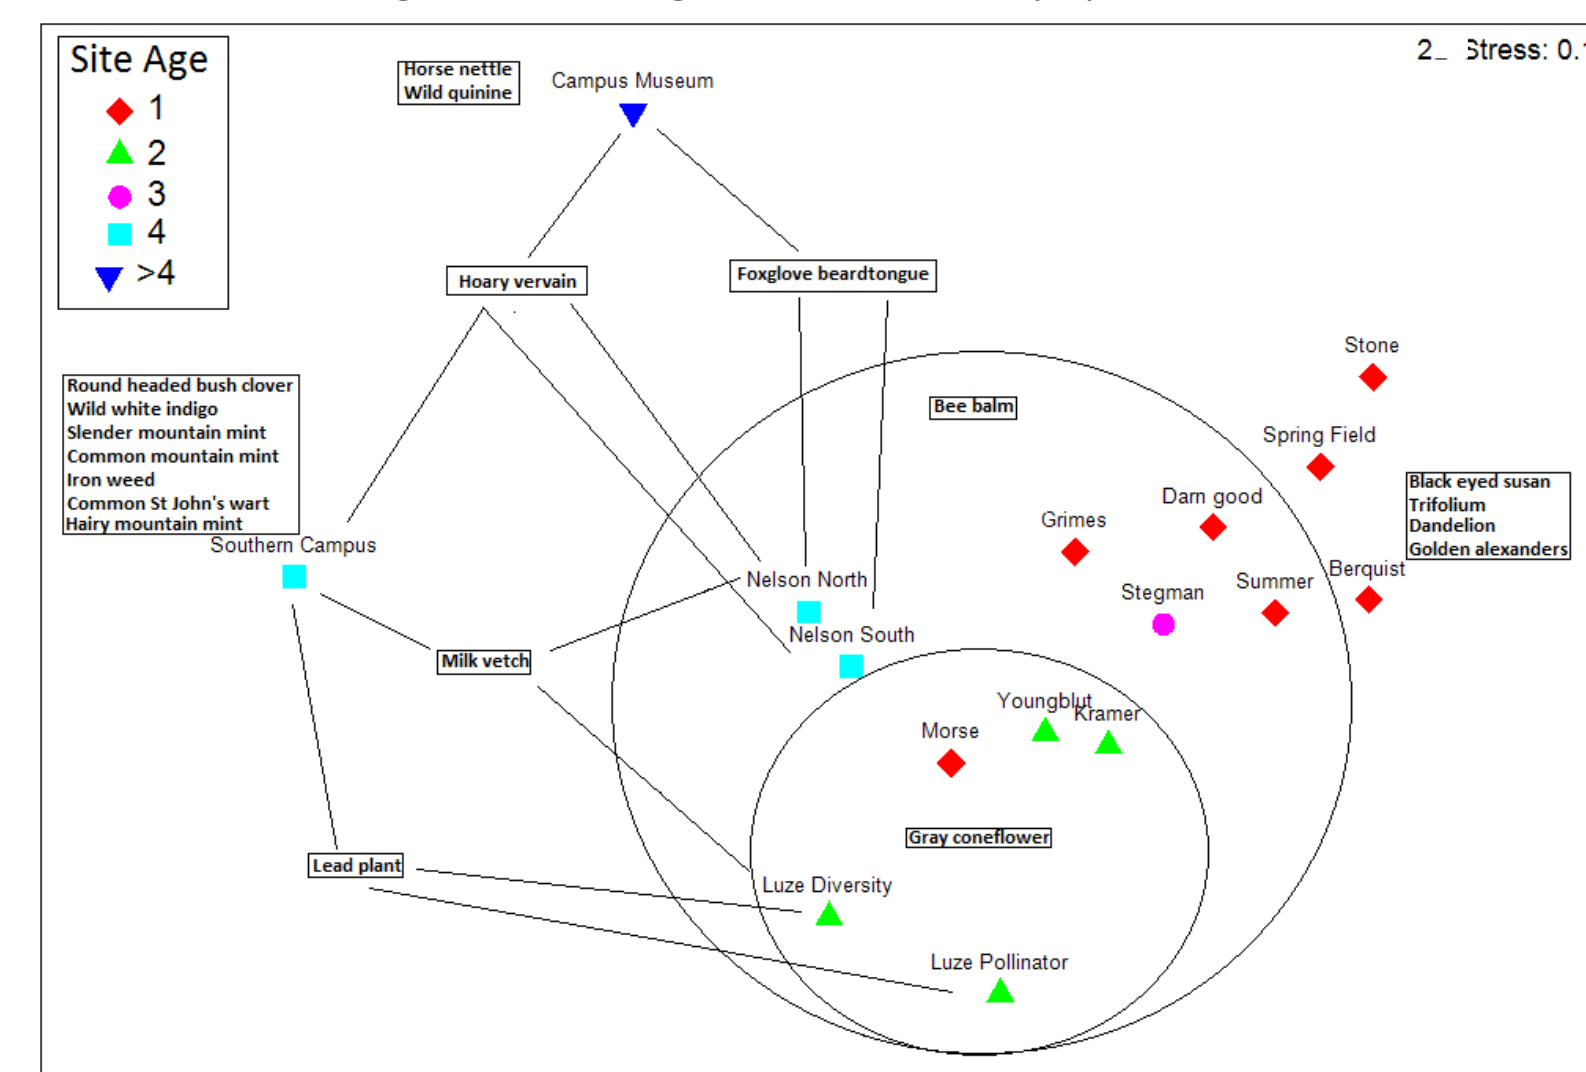 Site Age
1
2
3
4
>4
Horse nettle
Wild quinine
Campus Museum
Stress: 0.
Hoary vervain
Foxglove beardtongue
Stone
Round headed bush clover
Wild white indigo
Slender mountain mint
Common mountain mint
Iron weed
Common St John's wart
Hairy mountain mint
Southern Campus
Bee balm
Spring Field
Black eyed susan
Trifolium
Dandelion
Golden alexanders
Darn good
Grimes
Berquist
Summer
Stegman
Nelson North
Nelson South
Milk vetch
Youngblut
Kramer
Morse
Gray coneflower
Lead plant
Luze Diversity
Luze Pollinator